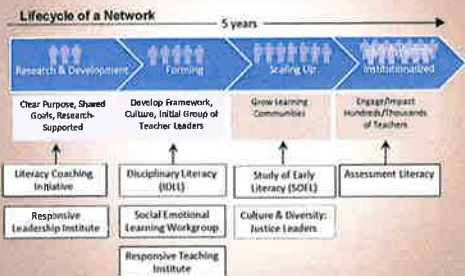 Lifecycle of a Network
5 years
Research & Development
Forming
Scaling Up
Institutionalized
Clear Purpose, Shared
Goals, Research-
Supported
Develop Framework,
Culture, Initial Group of
Teacher Leaders
Grow Learning
Communities
Engage/Impact
Hundreds/Thousands
of Teachers
Literacy Coaching
Initiative
Disciplinary Literacy
(IDLL)
Study of Early
Literacy (SOEL)
Assessment Literacy
Responsive
Leadership Institute
Social Emotional
Learning Workgroup
Culture & Diversity:
Justice Leaders
Responsive Teaching
Institute